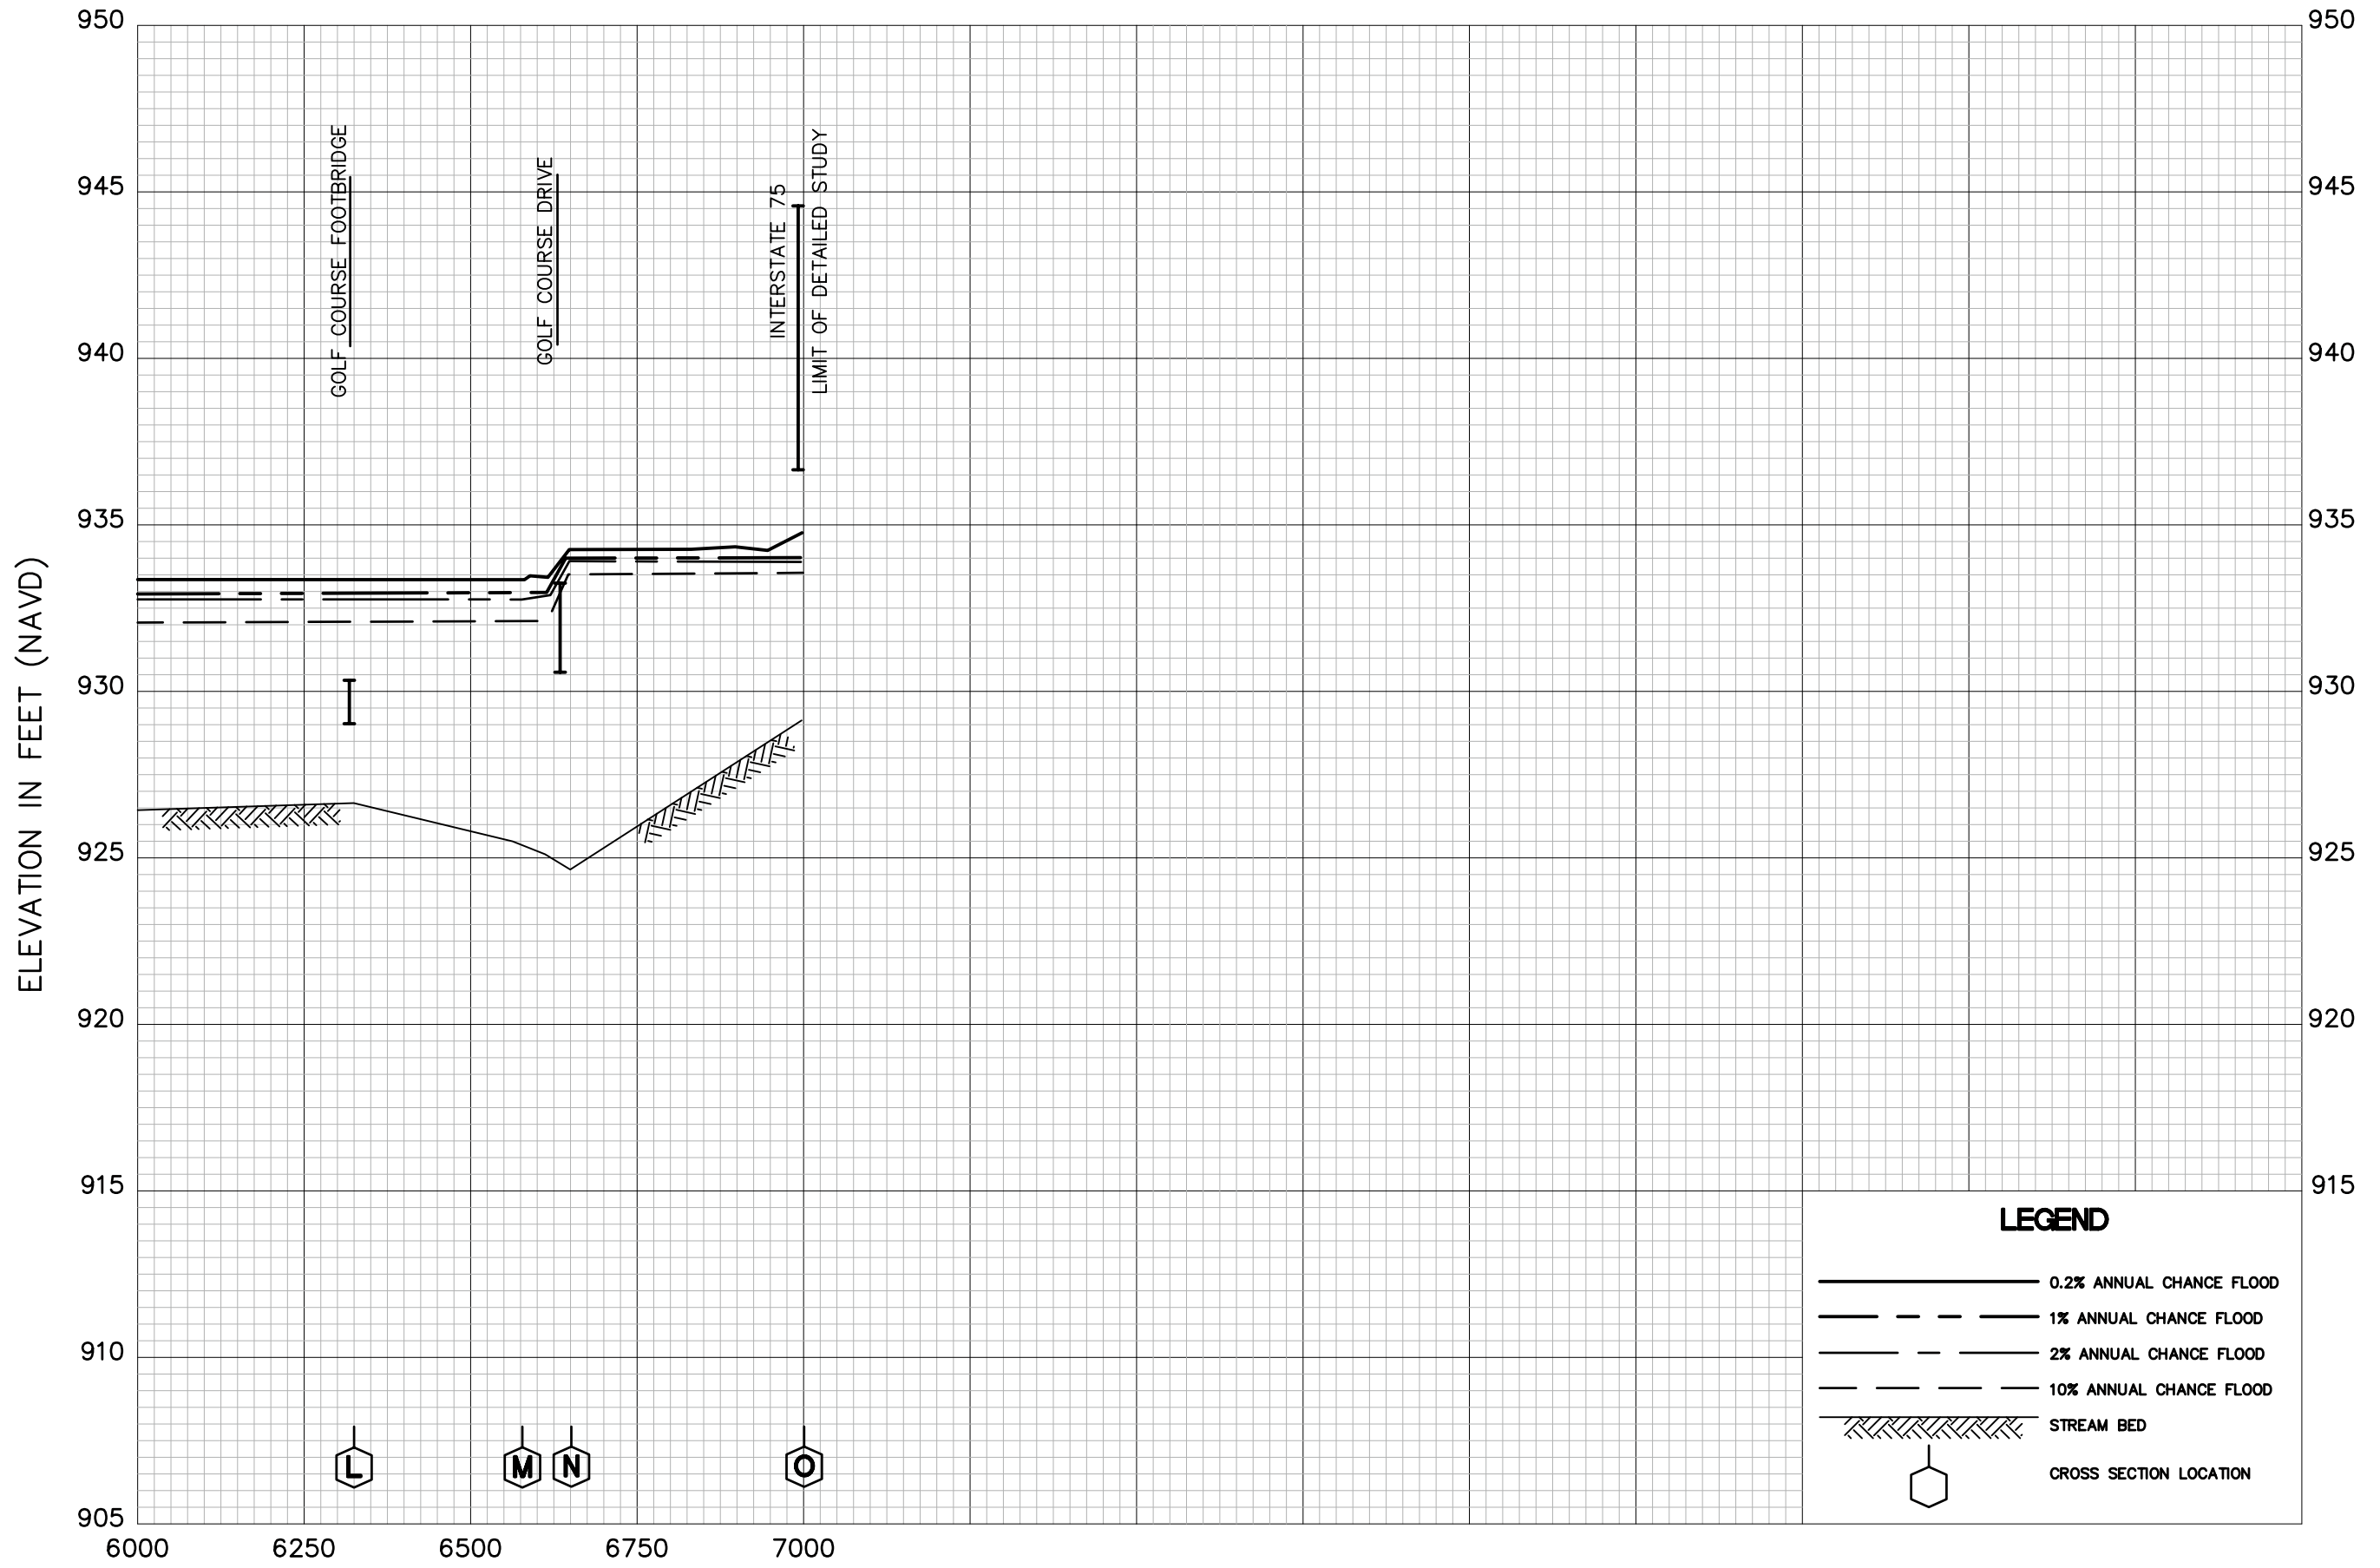 950
945
940
935
930
925
920
915
910
905
ELEVATION IN FEET (NAVD)
GOLF COURSE FOOTBRIDGE
GOLF COURSE DRIVE
INTERSTATE 75
LIMIT OF DETAILED STUDY
950
945
940
935
930
925
920
915
L
M
N
O
6000
6250
6500
6750
7000
LEGEND
0.2% ANNUAL CHANCE FLOOD
1% ANNUAL CHANCE FLOOD
2% ANNUAL CHANCE FLOOD
10% ANNUAL CHANCE FLOOD
STREAM BED
CROSS SECTION LOCATION